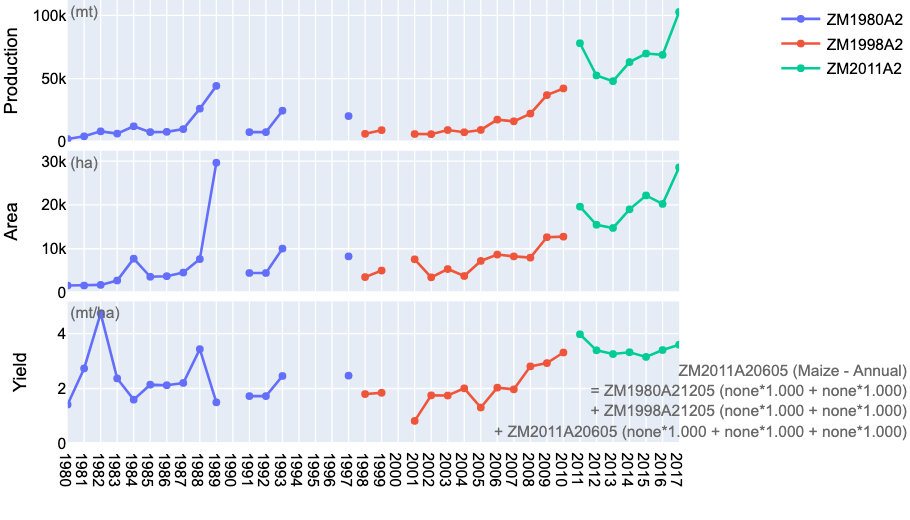 (mt)
100k
50k
0
Production
ZM1980A2
ZM1998A2
ZM2011A2
(ha)
30k
20k
10k
0
Area
(mt/ha)
4
2
0
Yield
ZM2011A20605 (Maize - Annual)
= ZM1980A21205 (none*1.000 + none*1.000)
+ ZM1998A21205 (none*1.000 + none*1.000)
+ ZM2011A20605 (none*1.000 + none*1.000 + none*1.000)
1980
1981
1982
1983
1984
1985
1986
1987
1988
1989
1990
1991
1992
1993
1994
1995
1996
1997
1998
1999
2000
2001
2002
2003
2004
2005
2006
2007
2008
2009
2010
2011
2012
2013
2014
2015
2016
2017